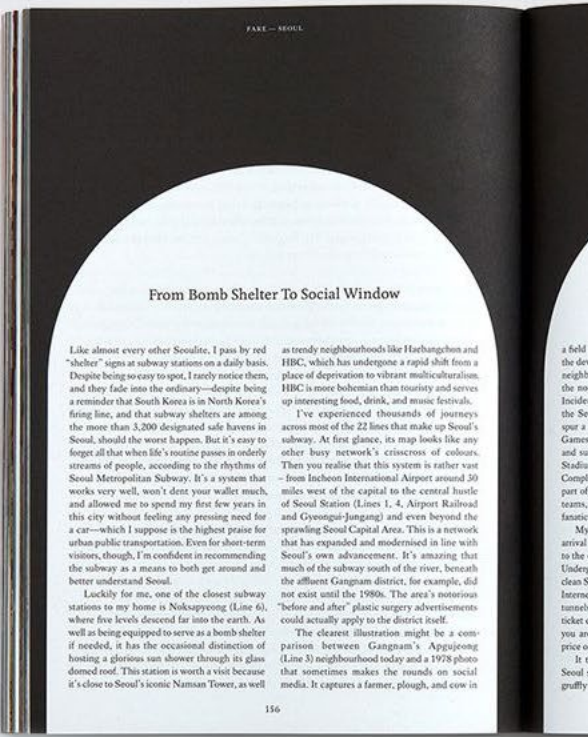 FARE — SEOUL
From Bomb Shelter To Social Window
Like almost every other Seoulite, I pass by red
“shelter” signs at subway stations on a daily basis.
Despite being so easy to spot, I rarely notice them,
and they fade into the ordinary—despite being
a reminder that South Korea is in North Korea’s
firing line, and that subway shelters are among
the more than 3,200 designated safe havens in
Seoul, should the worst happen. But it’s easy to
forget all that when life’s routine passes in orderly
streams of people, according to the rhythms of
Seoul Metropolitan Subway. It’s a system that
works very well, won’t dent your wallet much,
and allowed me to spend my first few years in
this city without feeling any pressing need for
a car—which I suppose is the highest praise for
urban public transportation. Even for short-term
visitors, though, I’m confident in recommending
the subway as a means to both get around and
better understand Seoul.
Luckily for me, one of the closest subway
stations to my home is Noksapyeong (Line 6),
where five levels descend far into the earth. As
well as being equipped to serve as a bomb shelter
if needed, it has the occasional distinction of
hosting a glorious sun shower through its glass
domed roof. This station is worth a visit because
it’s close to Seoul’s iconic Namsan Tower, as well
as trendy neighbourhoods like Haebangchon and
HBC, which has undergone a rapid shift from a
place of deprivation to vibrant multiculturalism.
HBC is more bohemian than touristy and serves
up interesting food, drink, and music festivals.
I’ve experienced thousands of journeys
across most of the 22 lines that make up Seoul’s
subway. At first glance, its map looks like any
other busy network’s crisscross of colours.
Then you realise that this system is rather vast
– from Incheon International Airport around 30
miles west of the capital to the central hustle
of Seoul Station (Lines 1, 4, Airport Railroad
and Gyeongui-Jungang) and even beyond the
sprawling Seoul Capital Area. This is a network
that has expanded and modernised in line with
Seoul’s own advancement. It’s amazing that
much of the subway south of the river, beneath
the affluent Gangnam district, for example, did
not exist until the 1980s. The area’s notorious
“before and after” plastic surgery advertisements
could actually apply to the district itself.
The clearest illustration might be a com-
parison between Gangnam’s Apgujeong
(Line 3) neighbourhood today and a 1978 photo
that sometimes makes the rounds on social
media. It captures a farmer, plough, and cow in
156
a field
the dev
neighb
the no
Incide
the Se
spur a
Games
and su
Stadiu
Compl
part of
teams,
fanatic
My
arrival
to the
Underg
clean S
Interne
tunnels
ticket o
you are
price o
It t
Seoul
gruffly